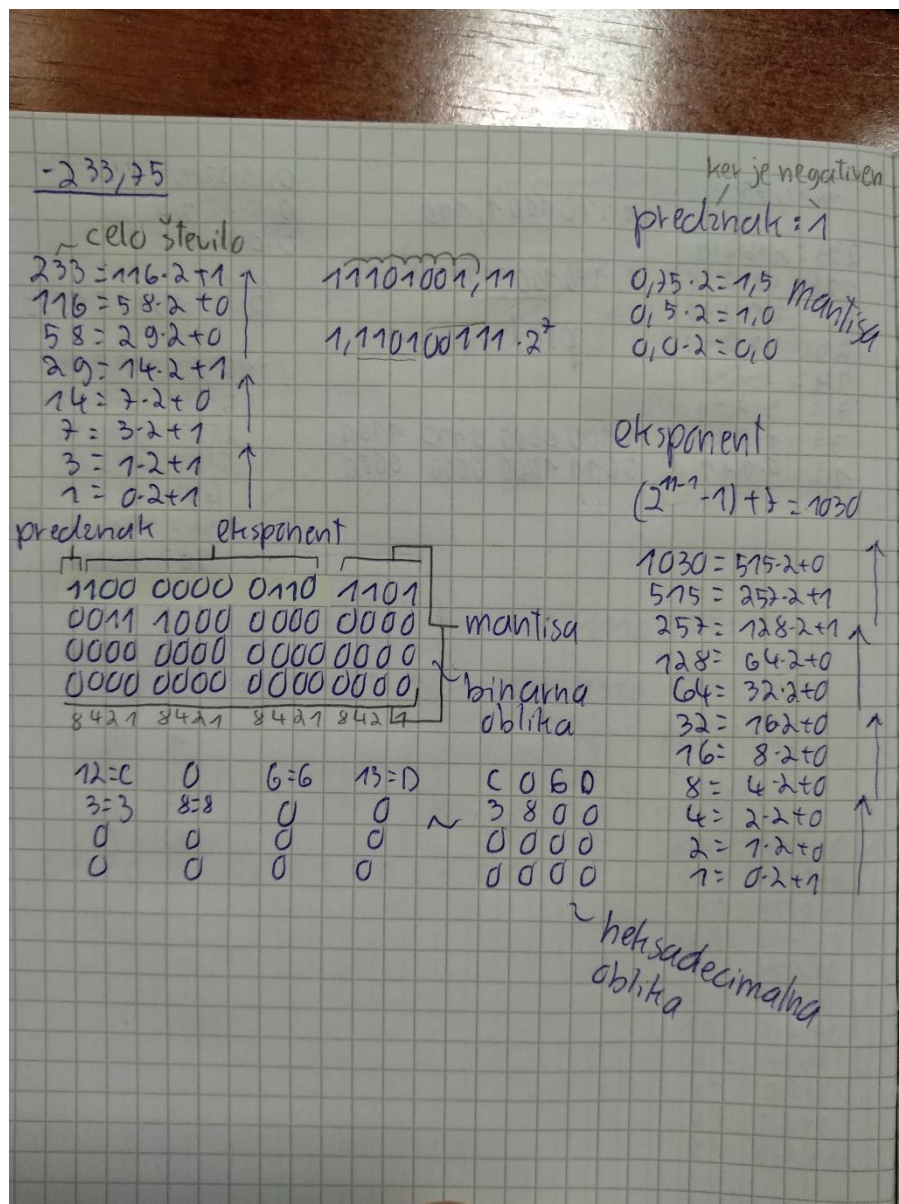 -233,75
~ celo število
233 = 116·2+1
116 = 58·2+0
58 = 29·2+0
29 = 14·2+1
14 = 7·2+0
7 = 3·2+1
3 = 1·2+1
1 = 0·2+1
11101001,11
1,110100111·2⁷
ker je negativen
predznak : 1
0,75·2=1,5
0,5·2=1,0
0,0·2=0,0
mantisa
eksponent
(2¹¹⁻¹-1)+7=1030
1030 = 515·2+0
515 = 257·2+1
257 = 128·2+1
128 = 64·2+0
64 = 32·2+0
32 = 16·2+0
16 = 8·2+0
8 = 4·2+0
4 = 2·2+0
2 = 1·2+0
1 = 0·2+1
predznak eksponent
1100 0000 0110 1101
0011 1000 0000 0000
0000 0000 0000 0000
0000 0000 0000 0000
8421 8421 8421 8421
mantisa
~ binarna
oblika
12=C 0 6=6 13=D
3=3 8=8 0 0
0 0 0 0
0 0 0 0
~
C 0 6 D
3 8 0 0
0 0 0 0
0 0 0 0
~ heksadecimalna
oblika